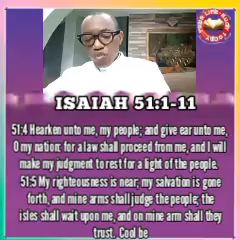 ISAIAH 51:1-11
51:4 Hearken unto me, my people; and give ear unto me,
O my nation: for a law shall proceed from me, and I will
make my judgment to rest for a light of the people.
51:5 My righteousness is near; my salvation is gone
forth, and mine arms shall judge the people; the
isles shall wait upon me, and on mine arm shall they
trust. Cool be